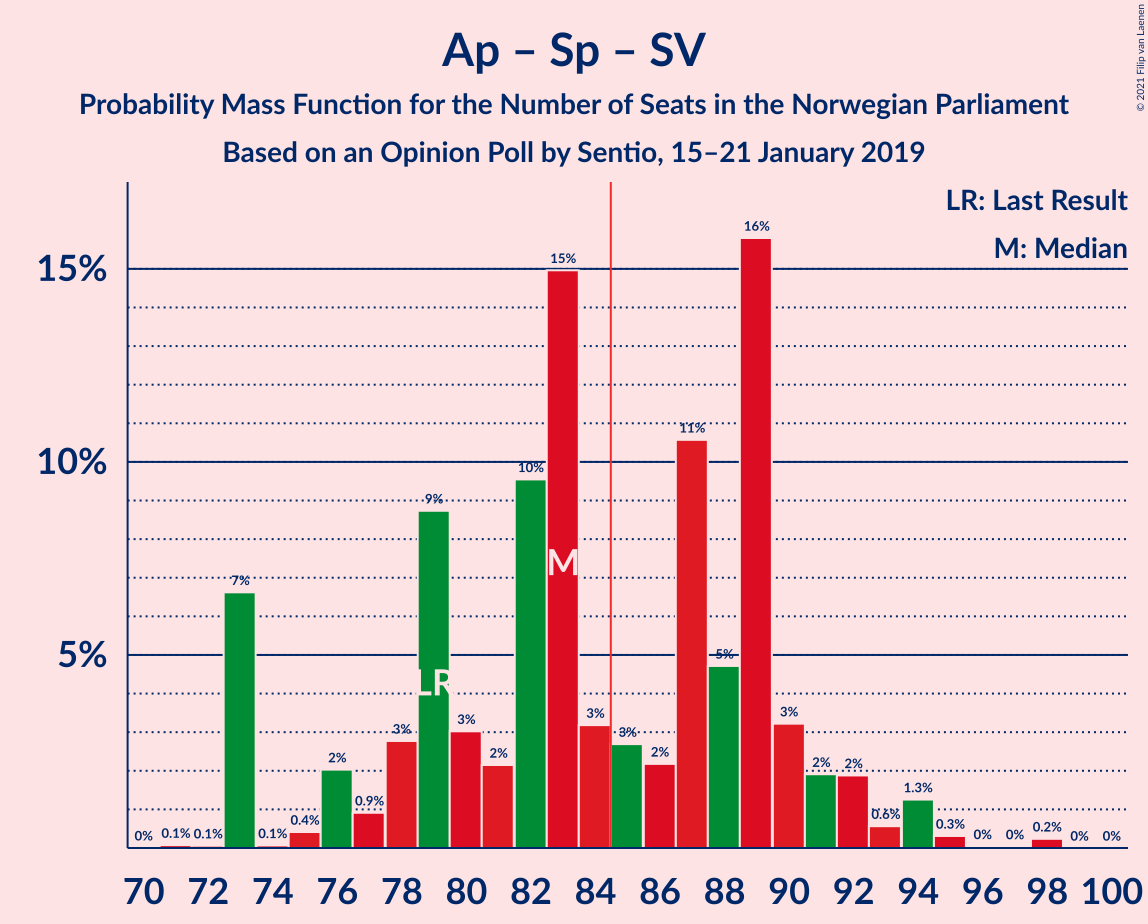 Ap – Sp – SV
Probability Mass Function for the Number of Seats in the Norwegian Parliament
Based on an Opinion Poll by Sentio, 15–21 January 2019
© 2021 Filip van Laenen
LR: Last Result
M: Median
15%
10%
5%
0% 0.1% 0.1% 7% 0.1% 0.4% 2% 0.9% 3% 9% 3% 2% 10% 15% 3% 3% 2% 11% 5% 16% 3% 2% 2% 0.6% 1.3% 0.3% 0% 0% 0.2% 0% 0%
LR
M
70 72 74 76 78 80 82 84 86 88 90 92 94 96 98 100